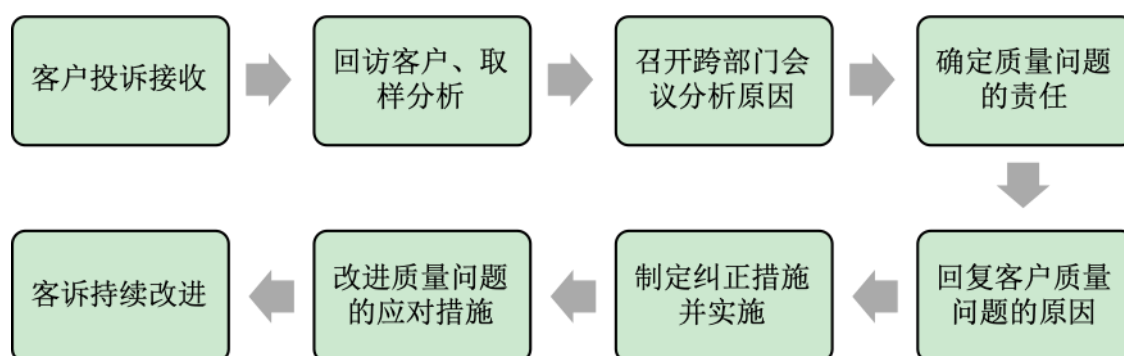 客户投诉接收
回访客户、取
样分析
召开跨部门会
议分析原因
确定质量问题
的责任
回复客户质量
问题的原因
制定纠正措施
并实施
改进质量问题
的应对措施
客诉持续改进